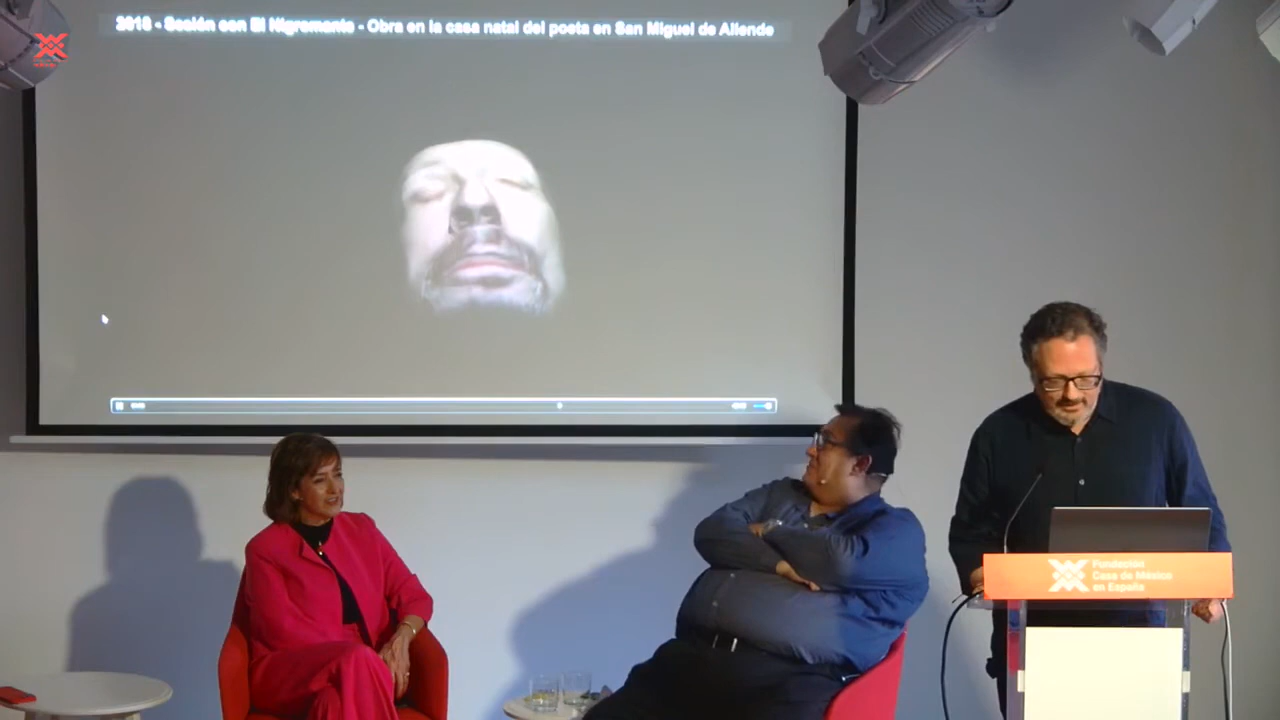 2018 - Sesión con El Nigromante - Obra en la casa natal del poeta en San Miguel de Allende
Fundación
Casa de México
en España